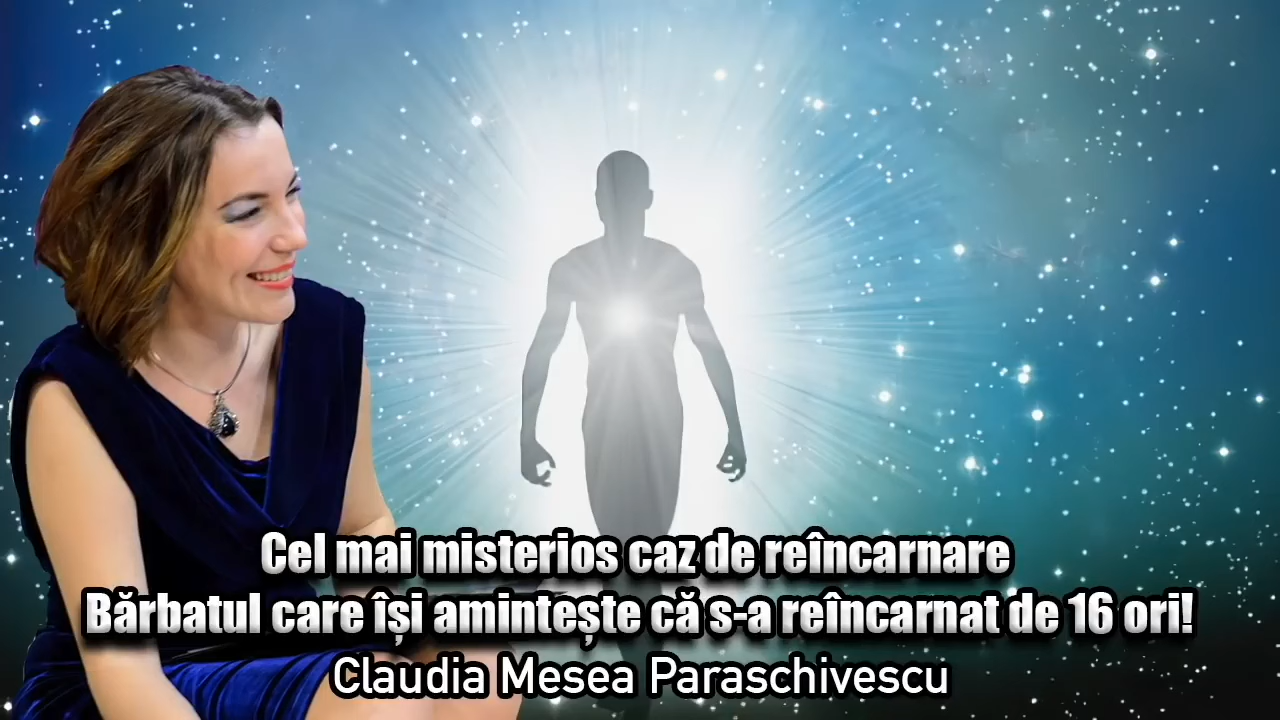 Cel mai misterios caz de reîncarnare
Bărbatul care își amintește că s-a reîncarnat de 16 ori!
Claudia Mesea Paraschivescu